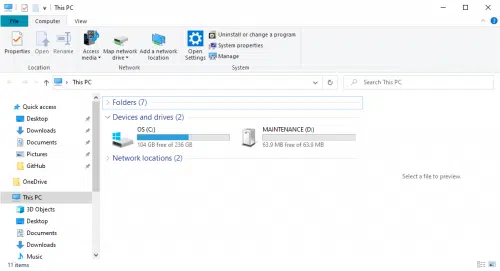 This PC
File
Computer
View
Properties
Open
Rename
Access media
Map network drive
Add a network location
Open Settings
Uninstall or change a program
System properties
Manage
Location
Network
System
This PC
Search This PC
Quick access
Desktop
Downloads
Documents
Pictures
GitHub
OneDrive
This PC
3D Objects
Desktop
Documents
Downloads
Music
Folders (7)
Devices and drives (2)
OS (C:)
104 GB free of 236 GB
MAINTENANCE (D:)
63.9 MB free of 63.9 MB
Network locations (2)
Select a file to preview.
11 items